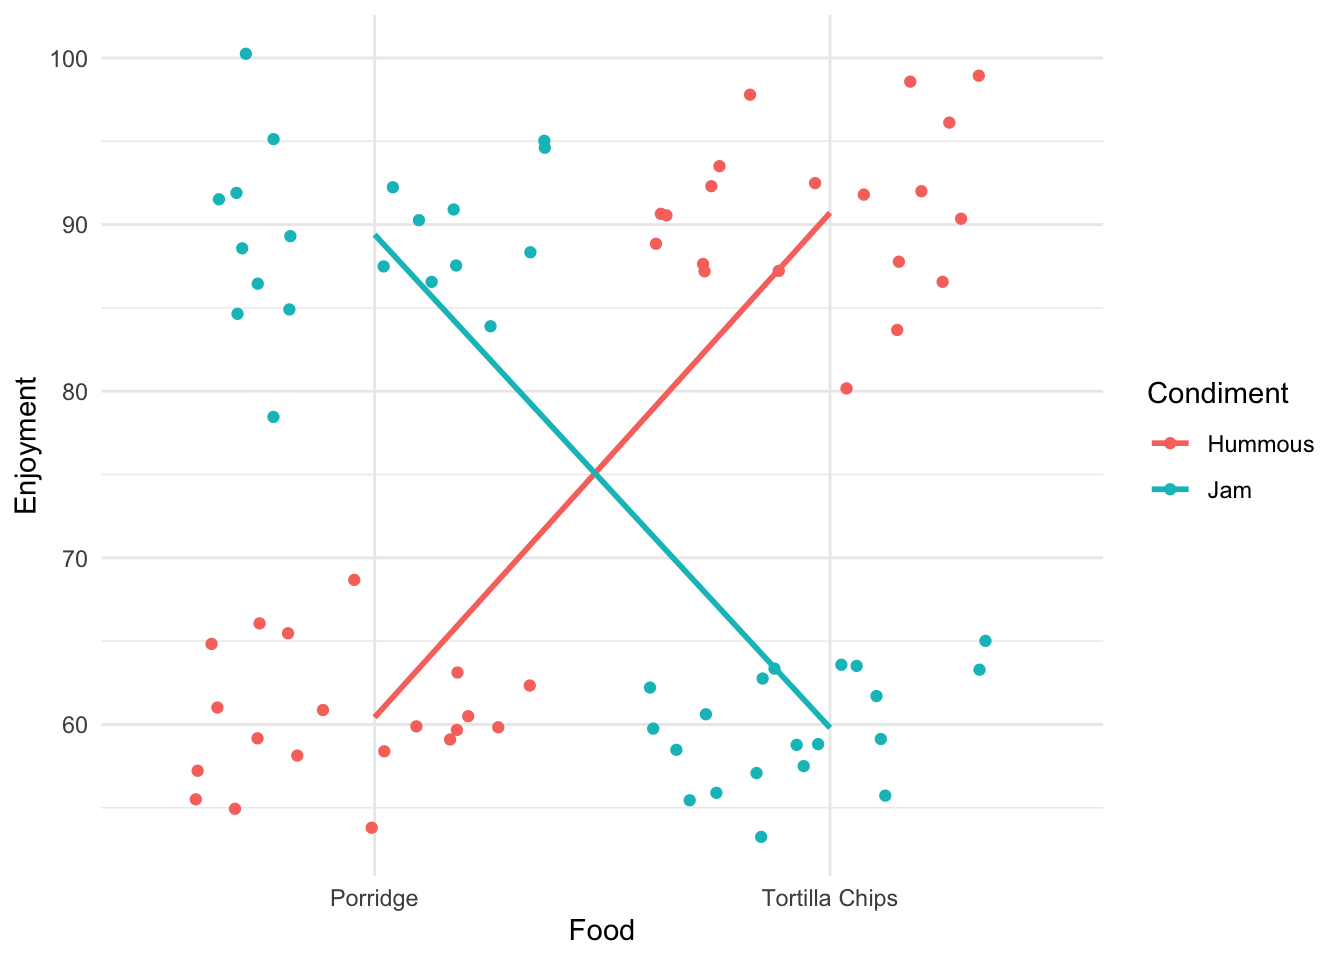 100
90
80
70
60
Enjoyment
Porridge
Tortilla Chips
Food
Condiment
Hummous
Jam